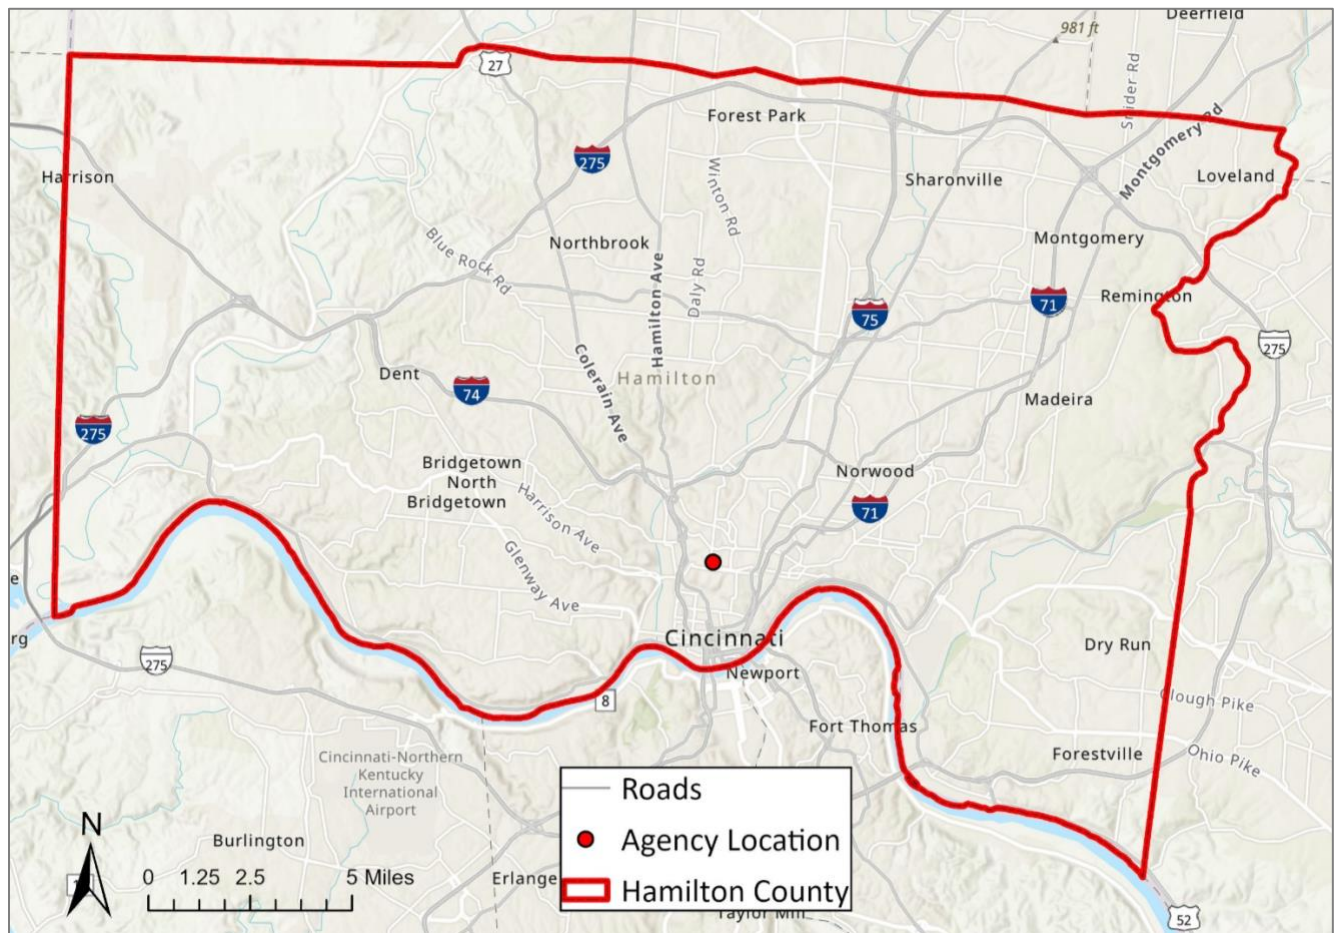 Deerfield
981 ft
27
Snider Rd
Forest Park
Montgomery Rd
275
Harrison
Winton Rd
Sharonville
Loveland
Blue Rock Rd
Northbrook
Montgomery
Hamilton Ave
Daly Rd
75
71
Remington
275
Colerain Ave
Dent
Hamilton
74
Madeira
275
Bridgetown
North
Bridgetown
Norwood
Harrison Ave
71
Glenway Ave
e
rg
Cincinnati
Dry Run
275
Newport
8
Clough Pike
Fort Thomas
Forestville
Ohio Pike
Cincinnati-Northern
Kentucky
International
Airport
Roads
Agency Location
Hamilton County
N
Burlington
0 1.25 2.5 5 Miles
Erlange
Taylor Mill
52